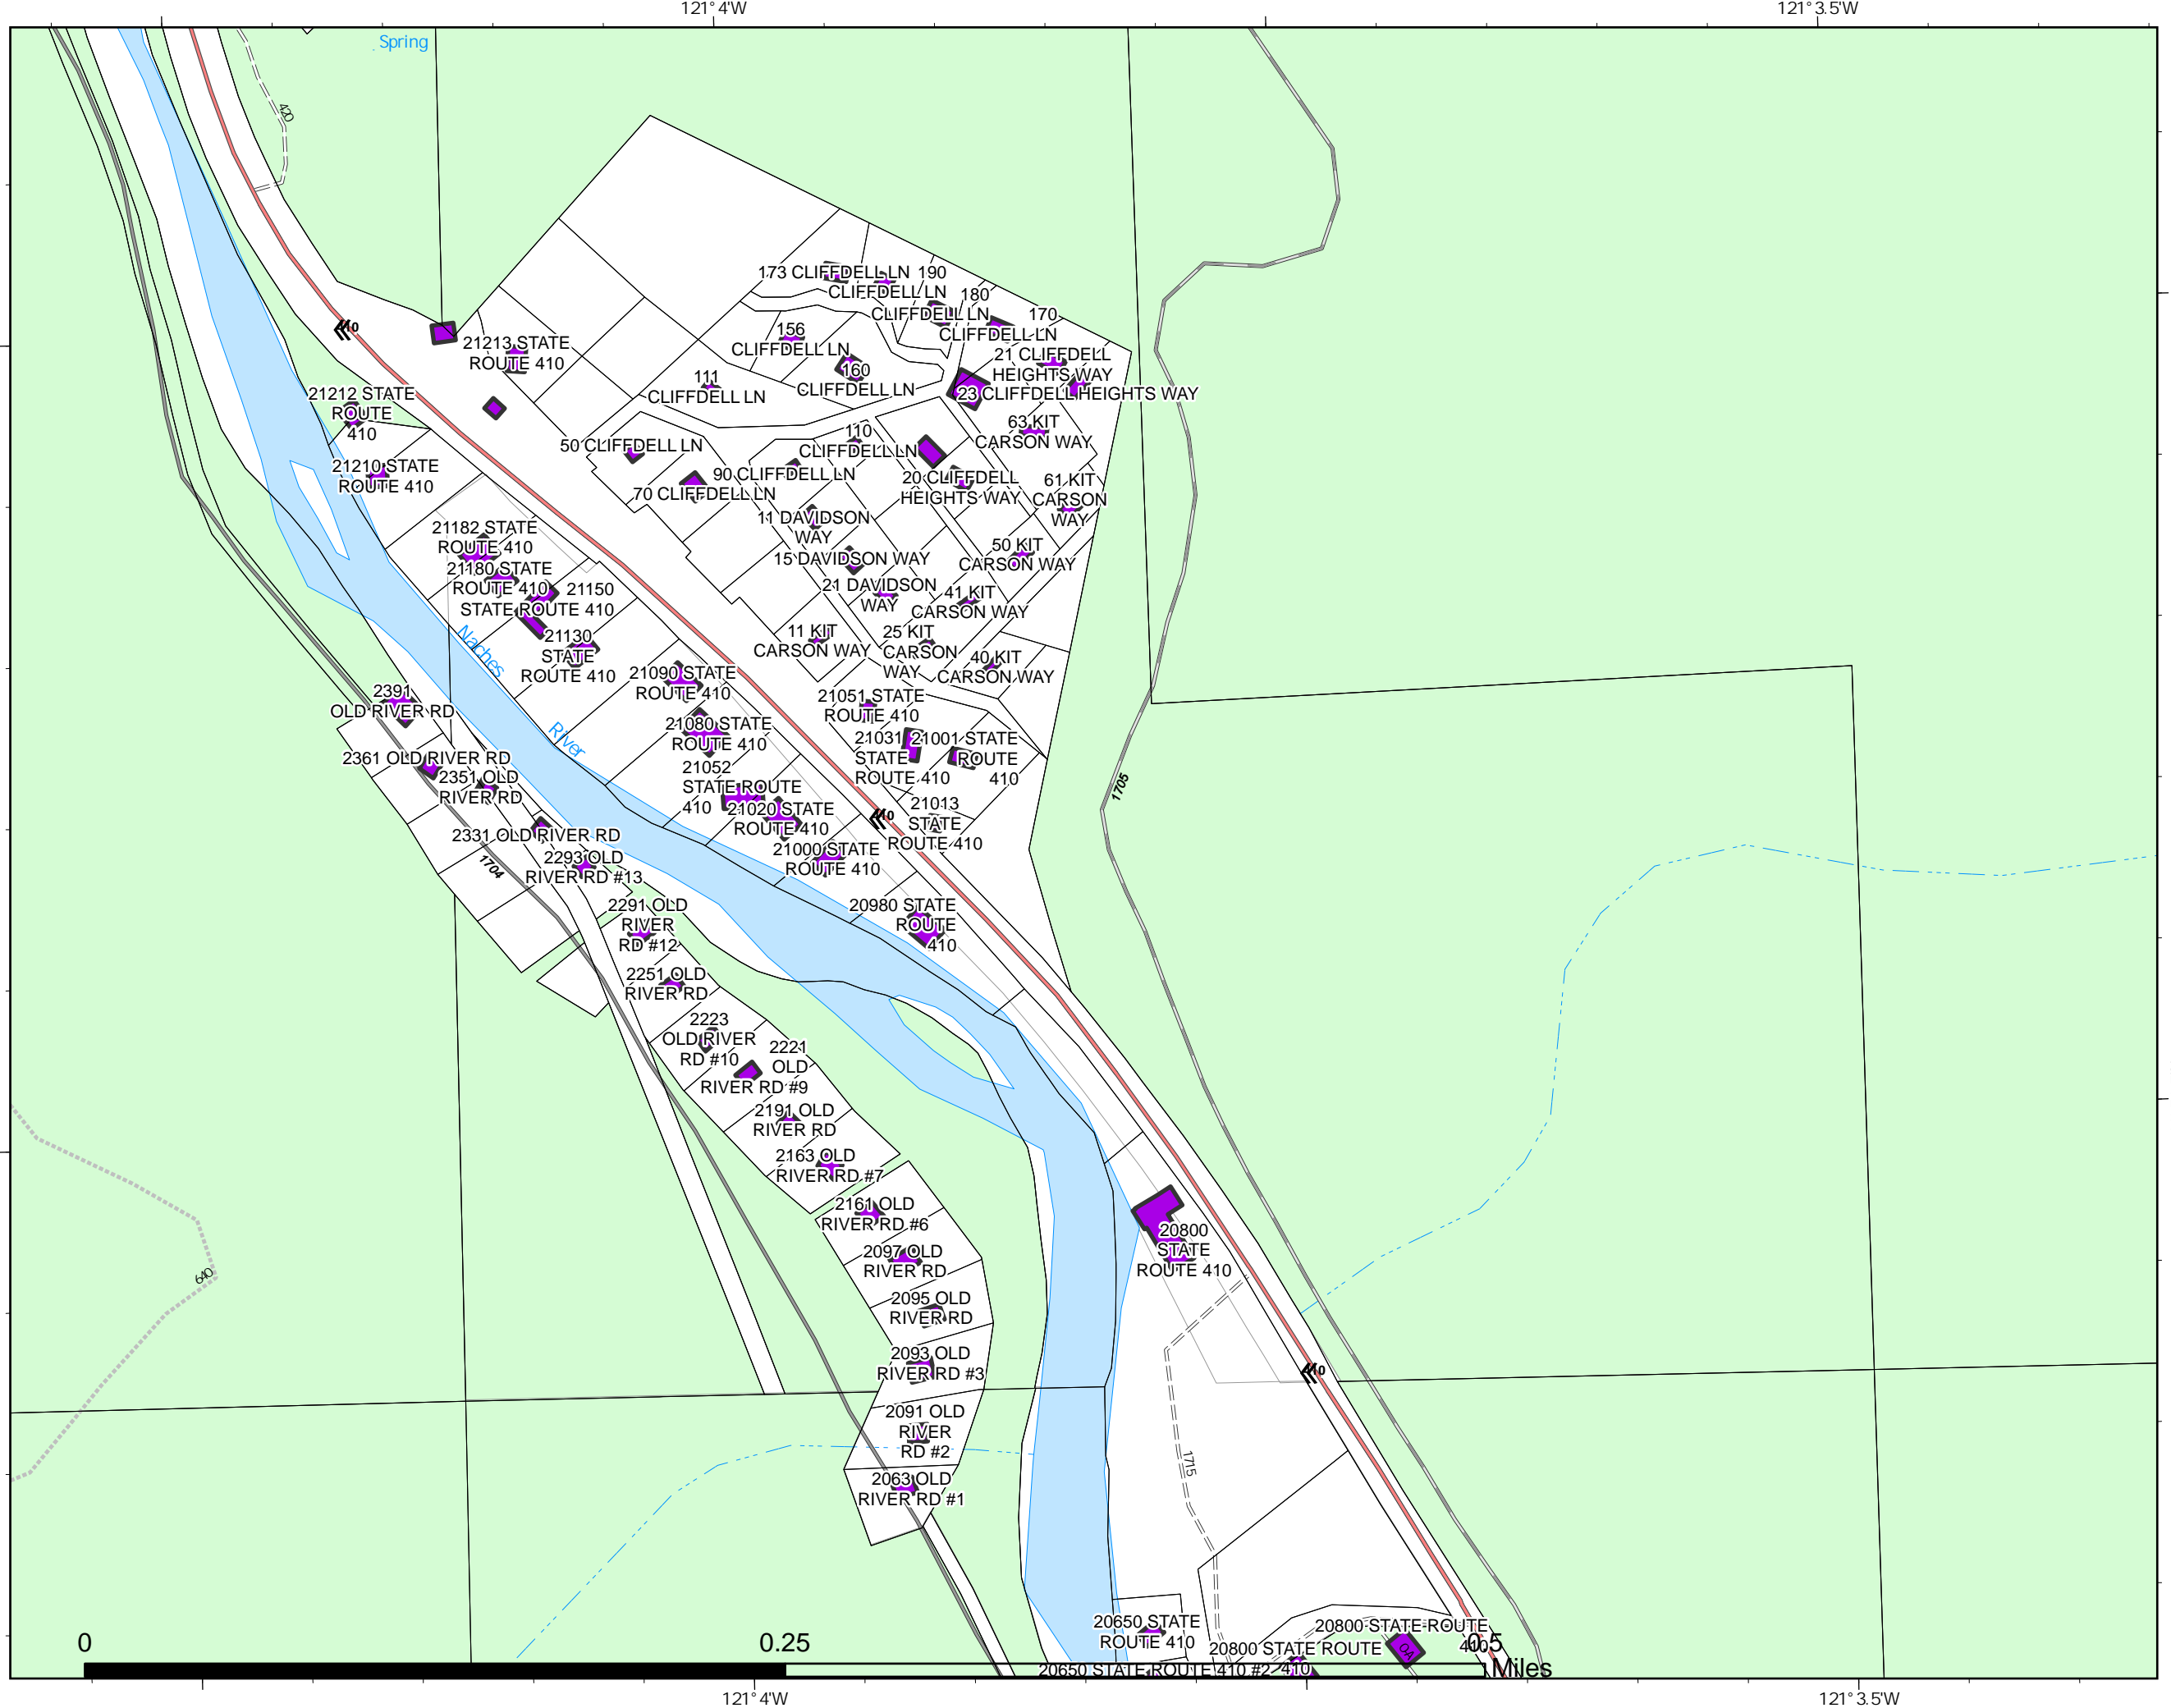 121°4'W
121°3.5'W
Spring
420
173 CLIFFDELL LN
190
CLIFFDELL LN
180
CLIFFDELL LN
170
CLIFFDELL LN
156
CLIFFDELL LN
160
CLIFFDELL LN
111
CLIFFDELL LN
21 CLIFFDELL
HEIGHTS WAY
23 CLIFFDELL HEIGHTS WAY
63 KIT
CARSON WAY
21213 STATE
ROUTE 410
21212 STATE
ROUTE
410
21210 STATE
ROUTE 410
50 CLIFFDELL LN
70 CLIFFDELL LN
90 CLIFFDELL LN
110
CLIFFDELL LN
20 CLIFFDELL
HEIGHTS WAY
61 KIT
CARSON
WAY
11 DAVIDSON
WAY
15 DAVIDSON WAY
21 DAVIDSON
WAY
50 KIT
CARSON WAY
41 KIT
CARSON WAY
11 KIT
CARSON WAY
25 KIT
CARSON
WAY
40 KIT
CARSON WAY
21182 STATE
ROUTE 410
21180 STATE
ROUTE 410
21150
STATE ROUTE 410
21130
STATE
ROUTE 410
Naches
River
21090 STATE
ROUTE 410
21080 STATE
ROUTE 410
21052
STATE ROUTE
410
21020 STATE
ROUTE 410
21000 STATE
ROUTE 410
21051 STATE
ROUTE 410
21031
STATE
ROUTE 410
21001 STATE
ROUTE
410
21013
STATE
ROUTE 410
20980 STATE
ROUTE
410
1705
2391
OLD RIVER RD
2361 OLD RIVER RD
2351 OLD
RIVER RD
2331 OLD RIVER RD
1704
2293 OLD
RIVER RD #13
2291 OLD
RIVER
RD #12
2251 OLD
RIVER RD
2223
OLD RIVER
RD #10
2221
OLD
RIVER RD #9
2191 OLD
RIVER RD
2163 OLD
RIVER RD #7
2161 OLD
RIVER RD #6
2097 OLD
RIVER RD
2095 OLD
RIVER RD
2093 OLD
RIVER RD #3
2091 OLD
RIVER
RD #2
2063 OLD
RIVER RD #1
640
20800
STATE
ROUTE 410
1715
20650 STATE
ROUTE 410
20650 STATE ROUTE 410 #2
20800 STATE ROUTE
410
20800 STATE ROUTE
410
0
0.25
0.5
Miles
121°4'W
121°3.5'W